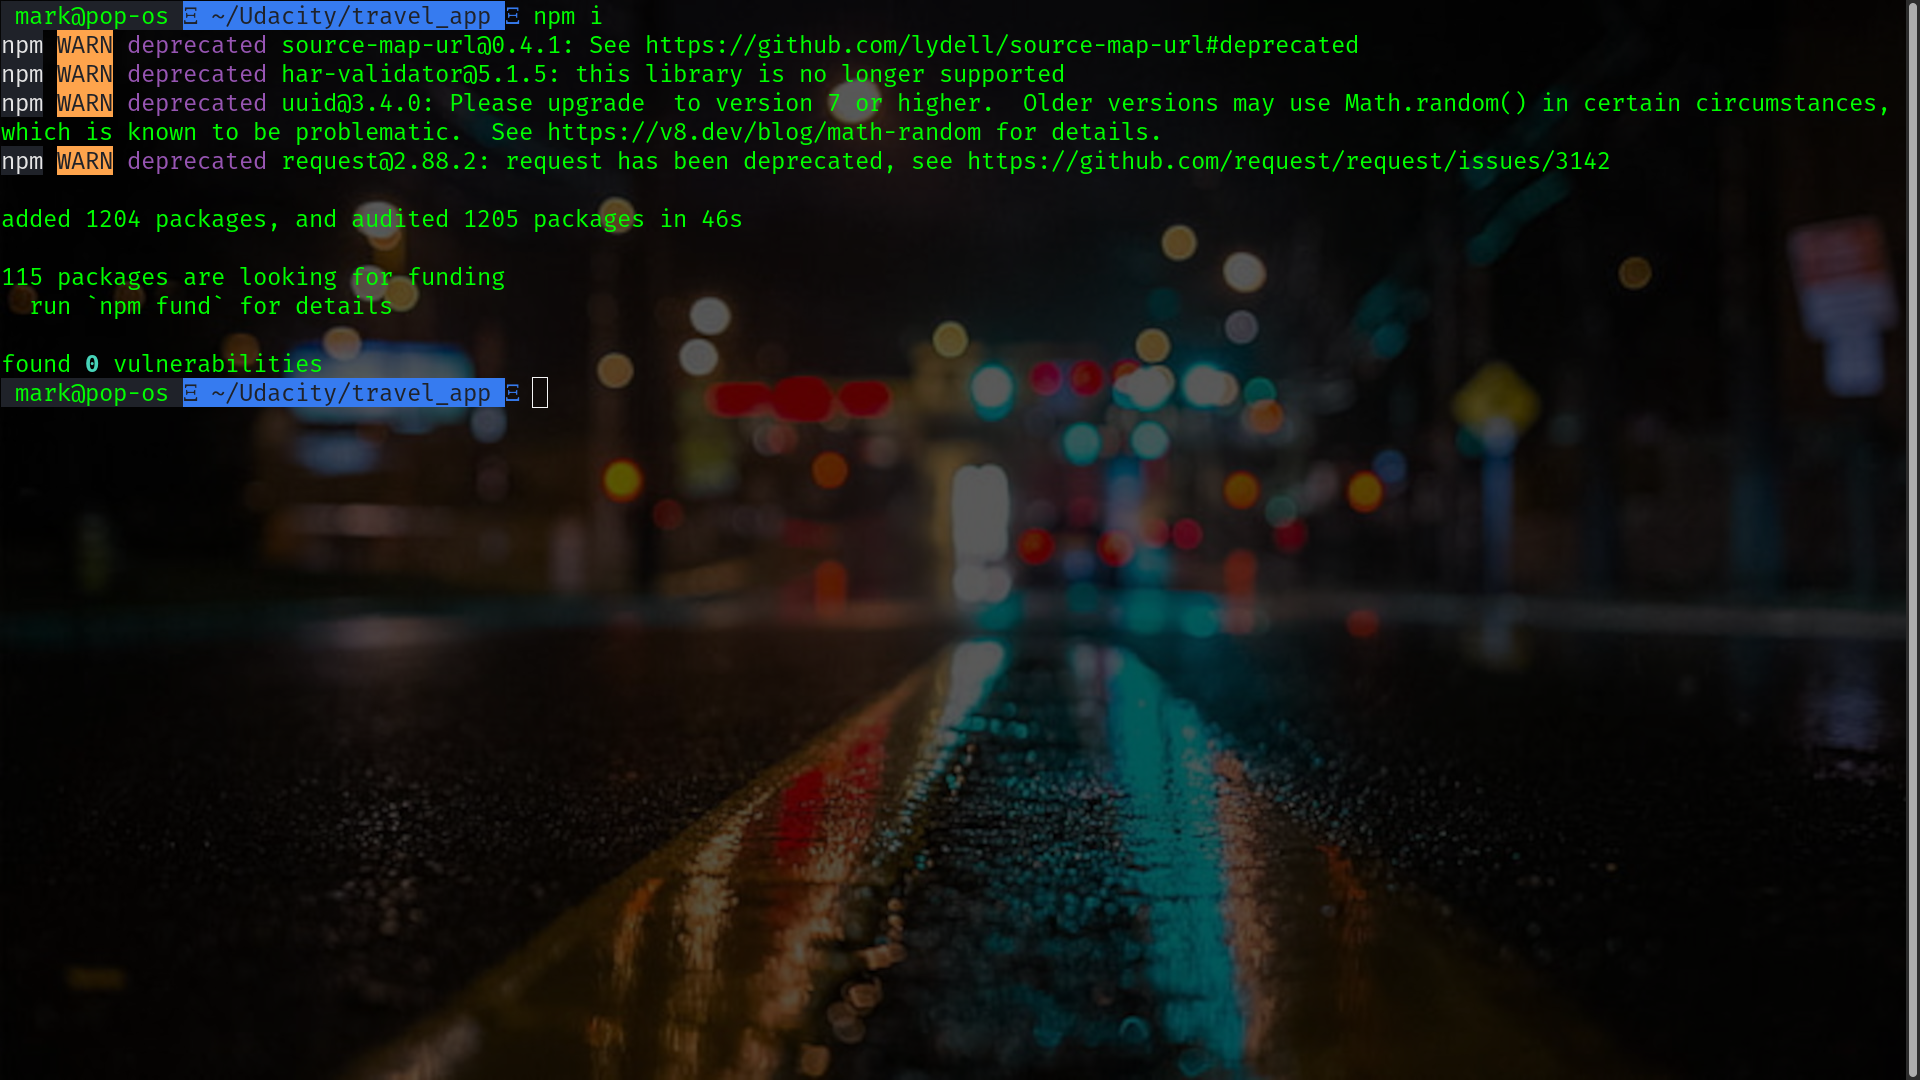 mark@pop-os Ξ ~/Udacity/travel_app Ξ npm i
npm WARN deprecated source-map-url@0.4.1: See https://github.com/lydell/source-map-url#deprecated
npm WARN deprecated har-validator@5.1.5: this library is no longer supported
npm WARN deprecated uuid@3.4.0: Please upgrade  to version 7 or higher.  Older versions may use Math.random() in certain circumstances,
which is known to be problematic.  See https://v8.dev/blog/math-random for details.
npm WARN deprecated request@2.88.2: request has been deprecated, see https://github.com/request/request/issues/3142
added 1204 packages, and audited 1205 packages in 46s
115 packages are looking for funding
  run `npm fund` for details
found 0 vulnerabilities
mark@pop-os Ξ ~/Udacity/travel_app Ξ